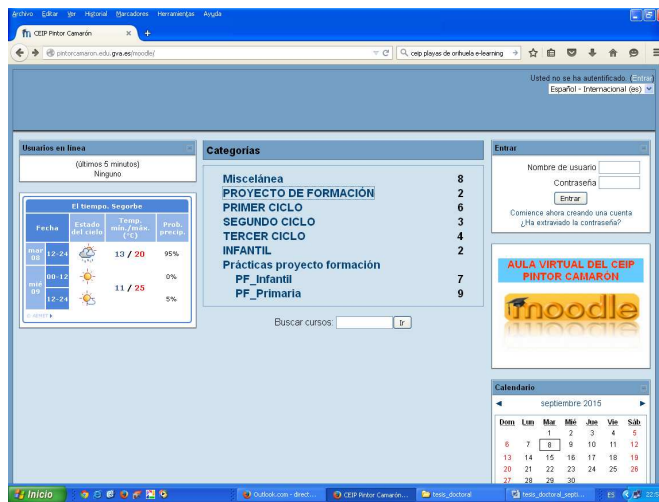 Archivo Editar Ver Historial Marcadores Herramientas Ayuda
CEIP Pintor Camarón
pintorcamaron.edu.gva.es/moodle/
ceip playas de orihuela e-learning
Usted no se ha autentificado. (Entrar)
Español - Internacional (es)
Usuarios en línea
(últimos 5 minutos)
Ninguno
El tiempo. Segorbe
Fecha Estado del cielo Temp. mín./máx. (°C) Prob. precip.
mar 08 12-24 13 / 20 95%
mié 09 00-12 11 / 25 0%
12-24 5%
Categorías
Miscelánea 8
PROYECTO DE FORMACIÓN 2
PRIMER CICLO 6
SEGUNDO CICLO 3
TERCER CICLO 4
INFANTIL 2
Prácticas proyecto formación
PF_Infantil 7
PF_Primaria 9
Buscar cursos: Ir
Entrar
Nombre de usuario
Contraseña
Entrar
Comience ahora creando una cuenta
¿Ha extraviado la contraseña?
AULA VIRTUAL DEL CEIP
PINTOR CAMARÓN
moodle
Calendario
septiembre 2015
Dom Lun Mar Mié Jue Vie Sáb
1 2 3 4 5
6 7 8 9 10 11 12
13 14 15 16 17 18 19
20 21 22 23 24 25 26
27 28 29 30
Inicio
Outlook.com - direct...
CEIP Pintor Camarón...
tesis_doctoral
tesis_doctoral_septi...
ES